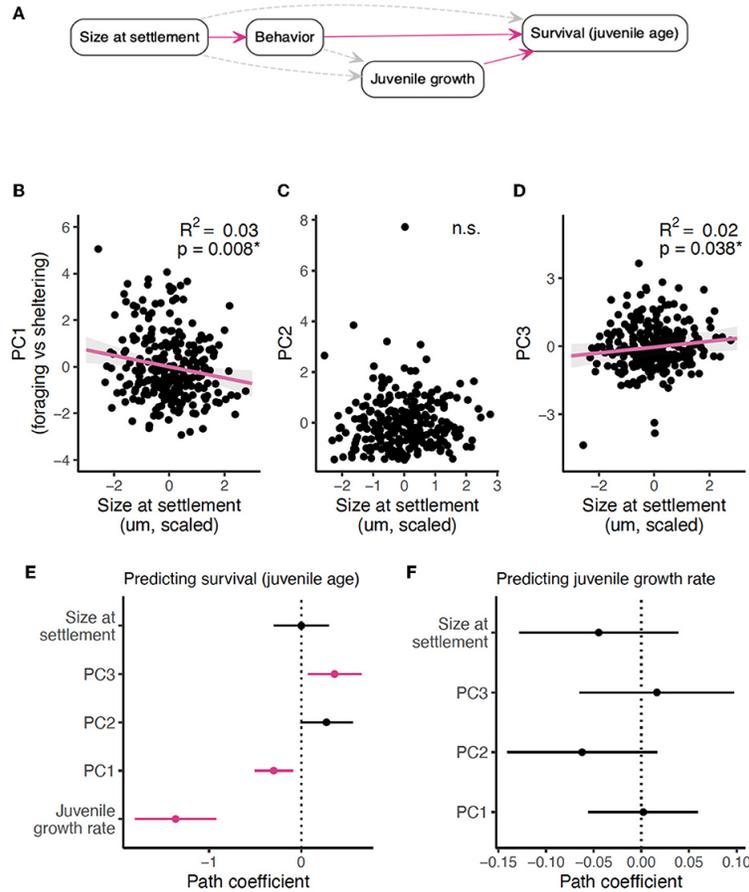 A
Size at settlement
Behavior
Survival (juvenile age)
Juvenile growth
B
R² = 0.03
p = 0.008*
PC1
(foraging vs sheltering)
6
4
2
0
−2
−4
−2
0
2
Size at settlement
(um, scaled)
C
n.s.
PC2
8
6
4
2
0
−2
−1
0
1
2
3
Size at settlement
(um, scaled)
D
R² = 0.02
p = 0.038*
PC3
3
0
−3
−2
0
2
Size at settlement
(um, scaled)
E
Predicting survival (juvenile age)
Size at
settlement
PC3
PC2
PC1
Juvenile
growth rate
−1
0
Path coefficient
F
Predicting juvenile growth rate
Size at
settlement
PC3
PC2
PC1
−0.15
−0.10
−0.05
0.00
0.05
0.10
Path coefficient